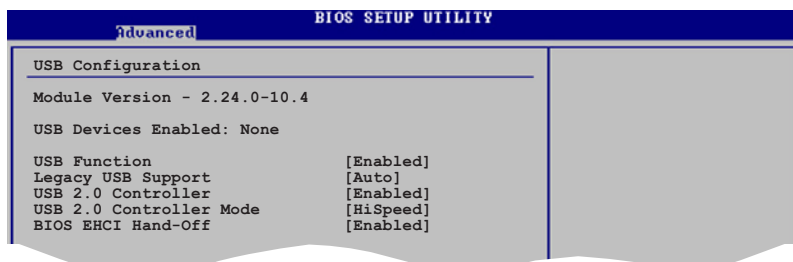 BIOS SETUP UTILITY
Advanced
USB Configuration
Module Version - 2.24.0-10.4
USB Devices Enabled: None
USB Function [Enabled]
Legacy USB Support [Auto]
USB 2.0 Controller [Enabled]
USB 2.0 Controller Mode [HiSpeed]
BIOS EHCI Hand-Off [Enabled]